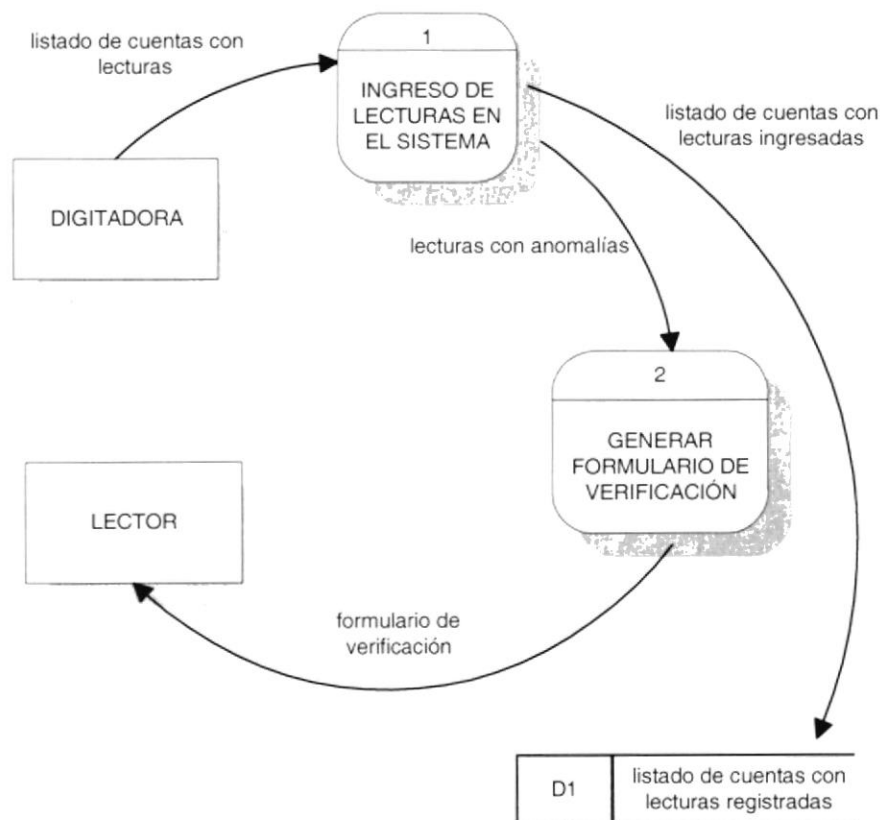 listado de cuentas con
lecturas
1
INGRESO DE
LECTURAS EN
EL SISTEMA
listado de cuentas con
lecturas ingresadas
DIGITADORA
lecturas con anomalías
2
GENERAR
FORMULARIO DE
VERIFICACIÓN
LECTOR
formulario de
verificación
D1
listado de cuentas con
lecturas registradas